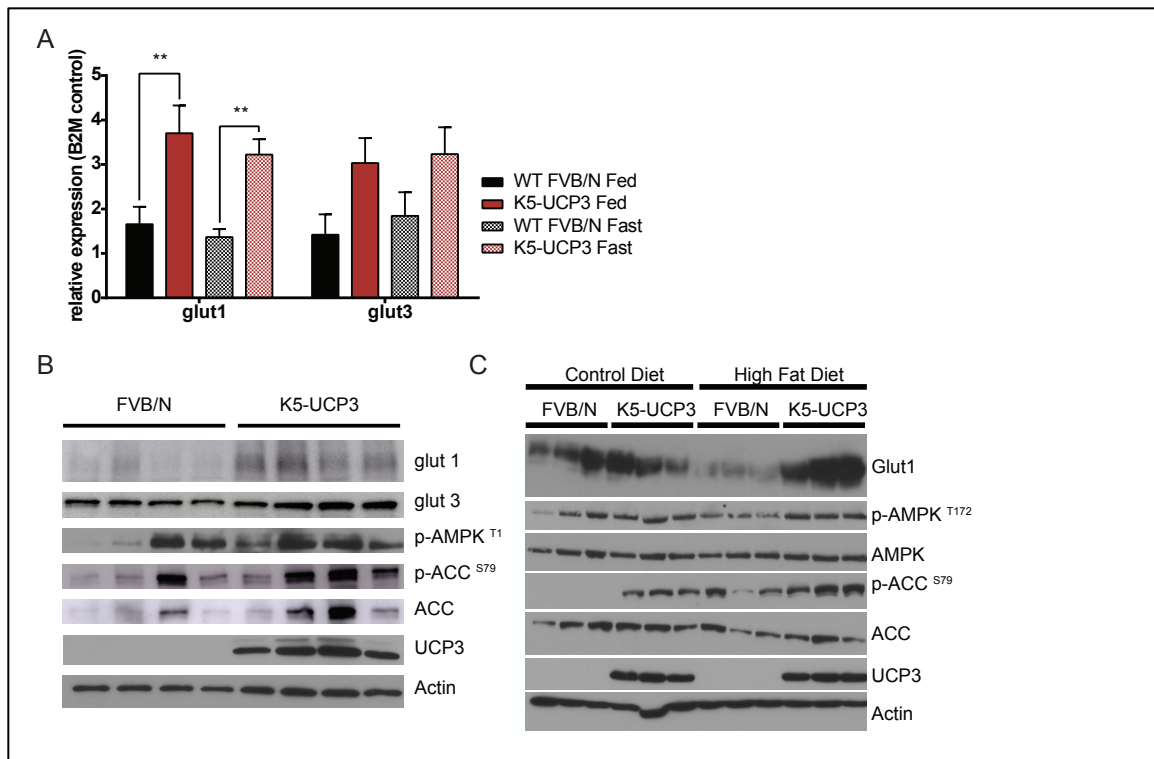 A
** **
5
4
3
2
1
0
relative expression (B2M control)
glut1 glut3
WT FVB/N Fed
K5-UCP3 Fed
WT FVB/N Fast
K5-UCP3 Fast
B
FVB/N K5-UCP3
glut 1
glut 3
p-AMPK T1
p-ACC S79
ACC
UCP3
Actin
C
Control Diet High Fat Diet
FVB/N K5-UCP3 FVB/N K5-UCP3
Glut1
p-AMPK T172
AMPK
p-ACC S79
ACC
UCP3
Actin